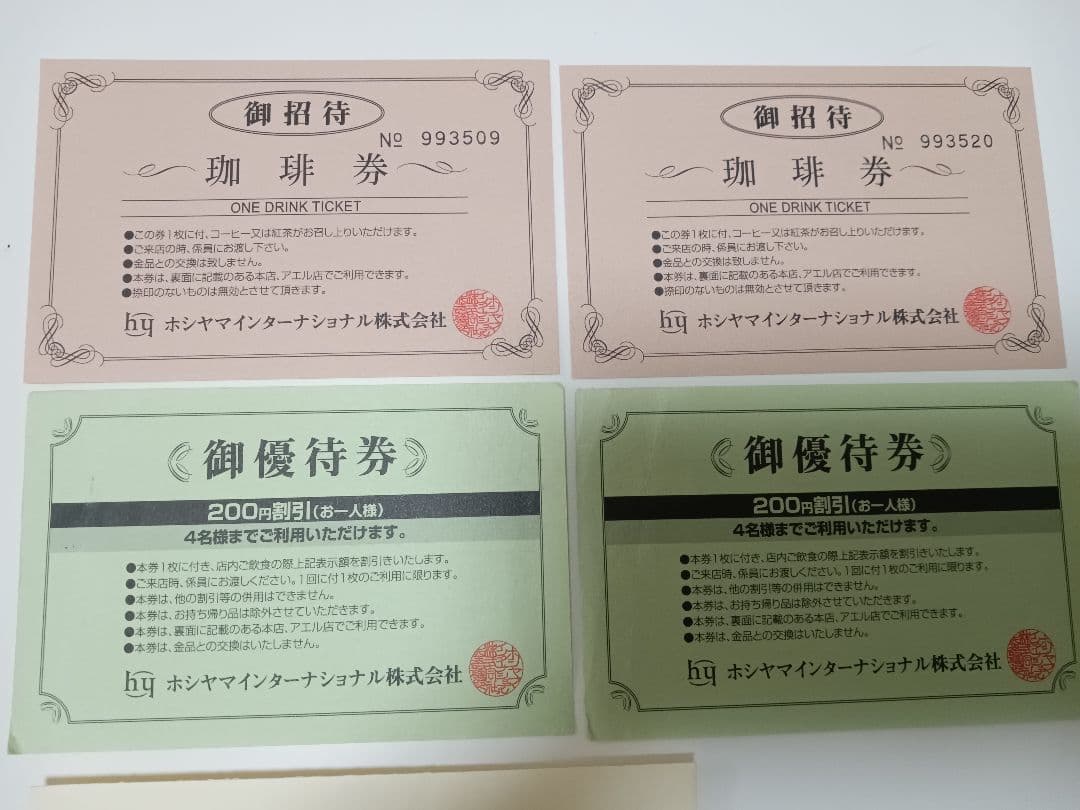 御招待
№ 993509
珈琲券
ONE DRINK TICKET
●この券1枚に付、コーヒー又は紅茶がお召し上りいただけます。
●ご来店の時、係員にお渡し下さい。
●金品との交換は致しません。
●本券は、裏面に記載のある本店、アエル店でご利用できます。
●捺印のないものは無効とさせて頂きます。
hy ホシヤマインターナショナル株式会社
御招待
№ 993520
珈琲券
ONE DRINK TICKET
●この券1枚に付、コーヒー又は紅茶がお召し上りいただけます。
●ご来店の時、係員にお渡し下さい。
●金品との交換は致しません。
●本券は、裏面に記載のある本店、アエル店でご利用できます。
●捺印のないものは無効とさせて頂きます。
hy ホシヤマインターナショナル株式会社
御優待券
200円割引(お一人様)
4名様までご利用いただけます。
●本券1枚に付き、店内ご飲食の際上記表示額を割引きいたします。
●ご来店時、係員にお渡しください。1回に付1枚のご利用に限ります。
●本券は、他の割引等の併用はできません。
●本券は、お持ち帰り品は除外させていただきます。
●本券は、裏面に記載のある本店、アエル店でご利用できます。
●本券は、金品との交換はいたしません。
hy ホシヤマインターナショナル株式会社
御優待券
200円割引(お一人様)
4名様までご利用いただけます。
●本券1枚に付き、店内ご飲食の際上記表示額を割引きいたします。
●ご来店時、係員にお渡しください。1回に付1枚のご利用に限ります。
●本券は、他の割引等の併用はできません。
●本券は、お持ち帰り品は除外させていただきます。
●本券は、裏面に記載のある本店、アエル店でご利用できます。
●本券は、金品との交換はいたしません。
hy ホシヤマインターナショナル株式会社